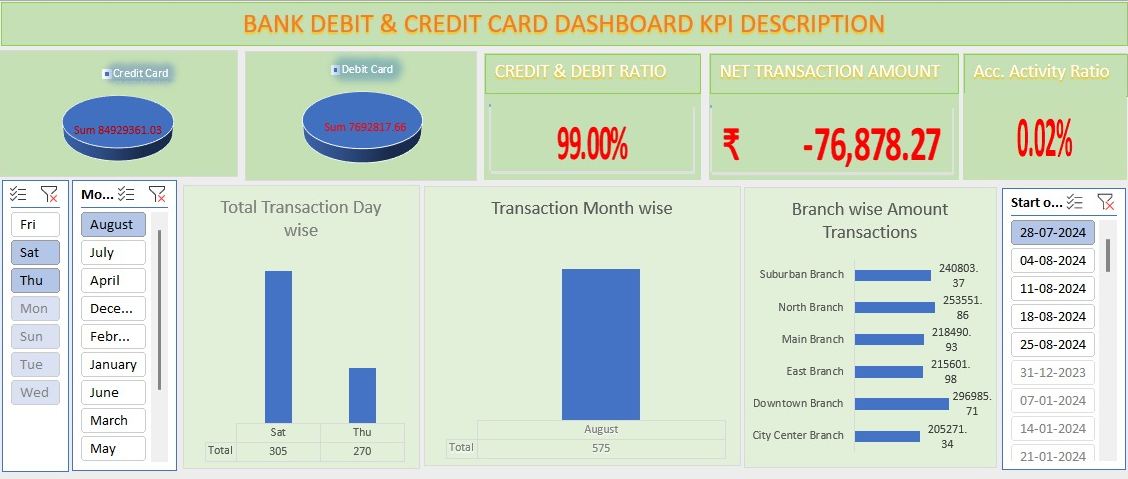 BANK DEBIT & CREDIT CARD DASHBOARD KPI DESCRIPTION
Credit Card
Sum 84929361.03
Debit Card
Sum 7692817.66
CREDIT & DEBIT RATIO
99.00%
NET TRANSACTION AMOUNT
₹ -76,878.27
Acc. Activity Ratio
0.02%
Fri
Sat
Thu
Mon
Sun
Tue
Wed
Mo...
August
July
April
Dece...
Febr...
January
June
March
May
Total Transaction Day
wise
Sat Thu
Total 305 270
Transaction Month wise
August
Total 575
Branch wise Amount
Transactions
Suburban Branch 240803.
37
North Branch 253551.
86
Main Branch 218490.
93
East Branch 215601.
98
Downtown Branch 296985.
71
City Center Branch 205271.
34
Start o...
28-07-2024
04-08-2024
11-08-2024
18-08-2024
25-08-2024
31-12-2023
07-01-2024
14-01-2024
21-01-2024